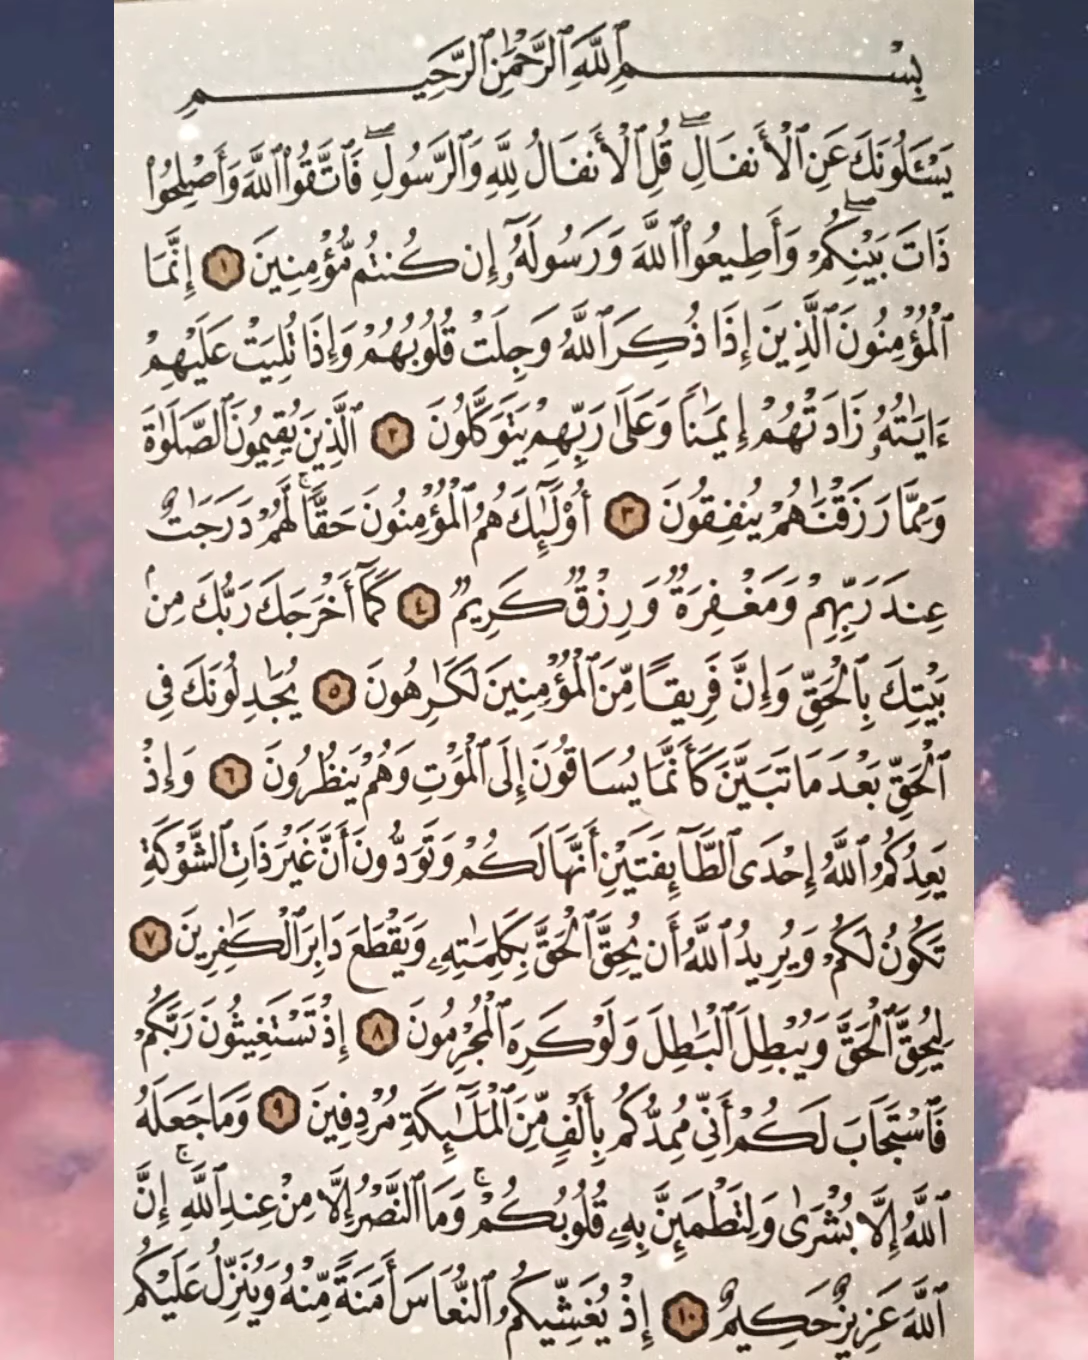 بِسْمِ ٱللَّهِ ٱلرَّحْمَٰنِ ٱلرَّحِيمِ
يَسْـَٔلُونَكَ عَنِ ٱلْأَنفَالِۖ قُلِ ٱلْأَنفَالُ لِلَّهِ وَٱلرَّسُولِۖ فَٱتَّقُوا۟ ٱللَّهَ وَأَصْلِحُوا۟
ذَاتَ بَيْنِكُمْۖ وَأَطِيعُوا۟ ٱللَّهَ وَرَسُولَهُۥٓ إِن كُنتُم مُّؤْمِنِينَ ١ إِنَّمَا
ٱلْمُؤْمِنُونَ ٱلَّذِينَ إِذَا ذُكِرَ ٱللَّهُ وَجِلَتْ قُلُوبُهُمْ وَإِذَا تُلِيَتْ عَلَيْهِمْ
ءَايَٰتُهُۥ زَادَتْهُمْ إِيمَٰنًا وَعَلَىٰ رَبِّهِمْ يَتَوَكَّلُونَ ٢ ٱلَّذِينَ يُقِيمُونَ ٱلصَّلَوٰةَ
وَمِمَّا رَزَقْنَٰهُمْ يُنفِقُونَ ٣ أُو۟لَٰٓئِكَ هُمُ ٱلْمُؤْمِنُونَ حَقًّاۚ لَّهُمْ دَرَجَٰتٌ
عِندَ رَبِّهِمْ وَمَغْفِرَةٌ وَرِزْقٌ كَرِيمٌ ٤ كَمَآ أَخْرَجَكَ رَبُّكَ مِنۢ
بَيْتِكَ بِٱلْحَقِّ وَإِنَّ فَرِيقًا مِّنَ ٱلْمُؤْمِنِينَ لَكَٰرِهُونَ ٥ يُجَٰدِلُونَكَ فِى
ٱلْحَقِّ بَعْدَ مَا تَبَيَّنَ كَأَنَّمَا يُسَاقُونَ إِلَى ٱلْمَوْتِ وَهُمْ يَنظُرُونَ ٦ وَإِذْ
يَعِدُكُمُ ٱللَّهُ إِحْدَى ٱلطَّآئِفَتَيْنِ أَنَّهَا لَكُمْ وَتَوَدُّونَ أَنَّ غَيْرَ ذَاتِ ٱلشَّوْكَةِ
تَكُونُ لَكُمْ وَيُرِيدُ ٱللَّهُ أَن يُحِقَّ ٱلْحَقَّ بِكَلِمَٰتِهِۦ وَيَقْطَعَ دَابِرَ ٱلْكَٰفِرِينَ ٧
لِيُحِقَّ ٱلْحَقَّ وَيُبْطِلَ ٱلْبَٰطِلَ وَلَوْ كَرِهَ ٱلْمُجْرِمُونَ ٨ إِذْ تَسْتَغِيثُونَ رَبَّكُمْ
فَٱسْتَجَابَ لَكُمْ أَنِّى مُمِدُّكُم بِأَلْفٍ مِّنَ ٱلْمَلَٰٓئِكَةِ مُرْدِفِينَ ٩ وَمَا جَعَلَهُ
ٱللَّهُ إِلَّا بُشْرَىٰ وَلِتَطْمَئِنَّ بِهِۦ قُلُوبُكُمْۚ وَمَا ٱلنَّصْرُ إِلَّا مِنْ عِندِ ٱللَّهِۚ إِنَّ
ٱللَّهَ عَزِيزٌ حَكِيمٌ ١٠ إِذْ يُغَشِّيكُمُ ٱلنُّعَاسَ أَمَنَةً مِّنْهُ وَيُنَزِّلُ عَلَيْكُم